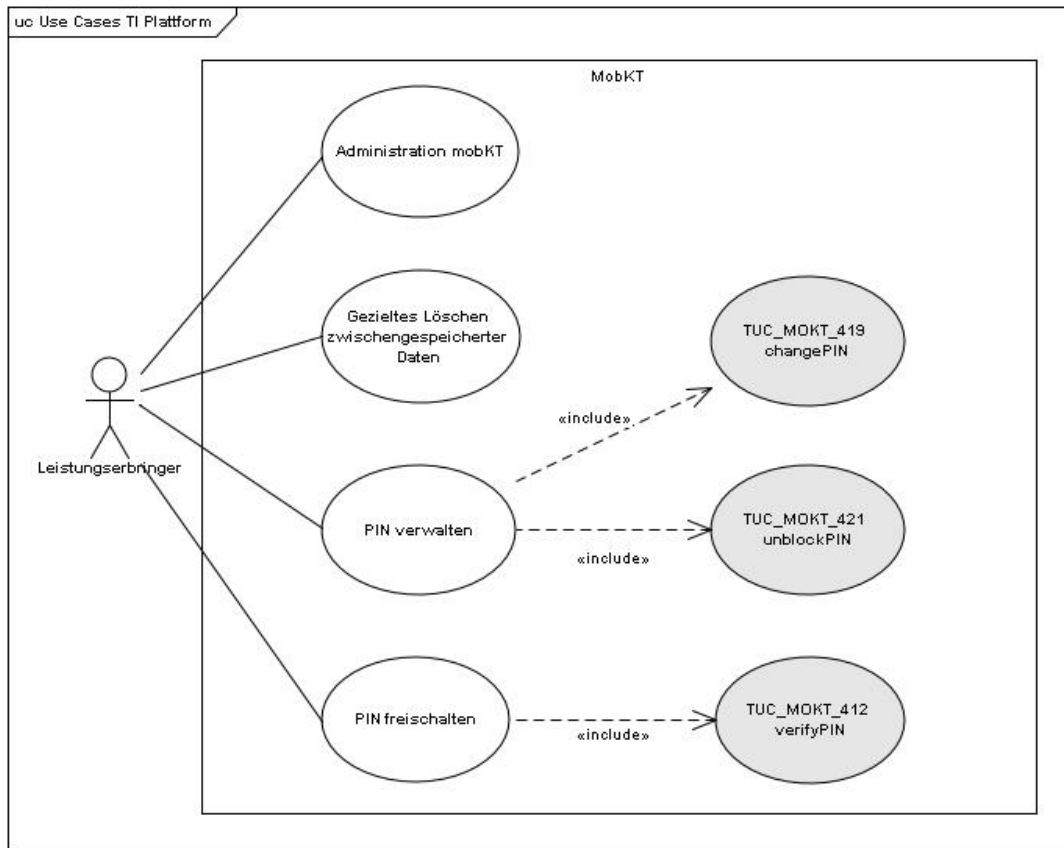 uc Use Cases TI Plattform
MobKT
Administration mobKT
Gezieltes Löschen
zwischengespeicherter
Daten
TUC_MOKT_419
changePIN
«include»
Leistungserbringer
PIN verwalten
TUC_MOKT_421
unblockPIN
«include»
PIN freischalten
TUC_MOKT_412
verifyPIN
«include»